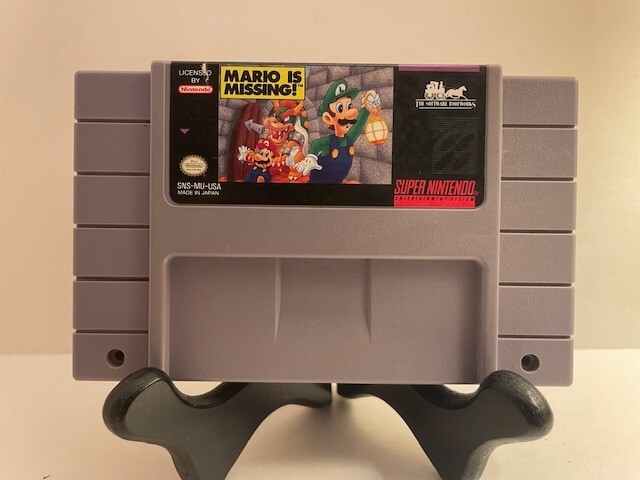 LICENSED
BY
Nintendo
MARIO IS
MISSING!™
SNS-MU-USA
MADE IN JAPAN
THE SOFTWARE TOOLWORKS
SUPER NINTENDO
ENTERTAINMENT SYSTEM